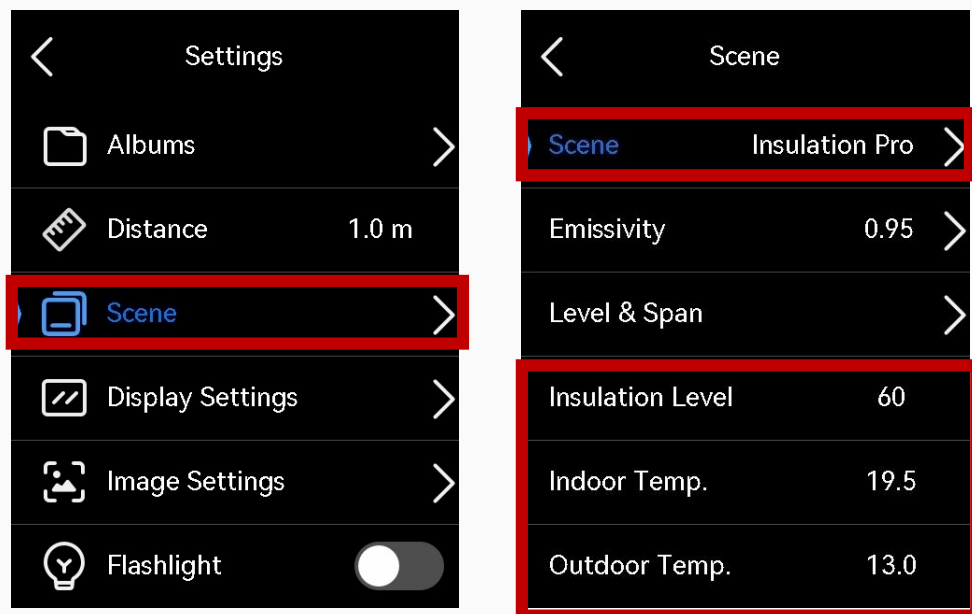 Settings
Albums
Distance 1.0 m
Scene
Display Settings
Image Settings
Flashlight
Scene
Scene Insulation Pro
Emissivity 0.95
Level & Span
Insulation Level 60
Indoor Temp. 19.5
Outdoor Temp. 13.0